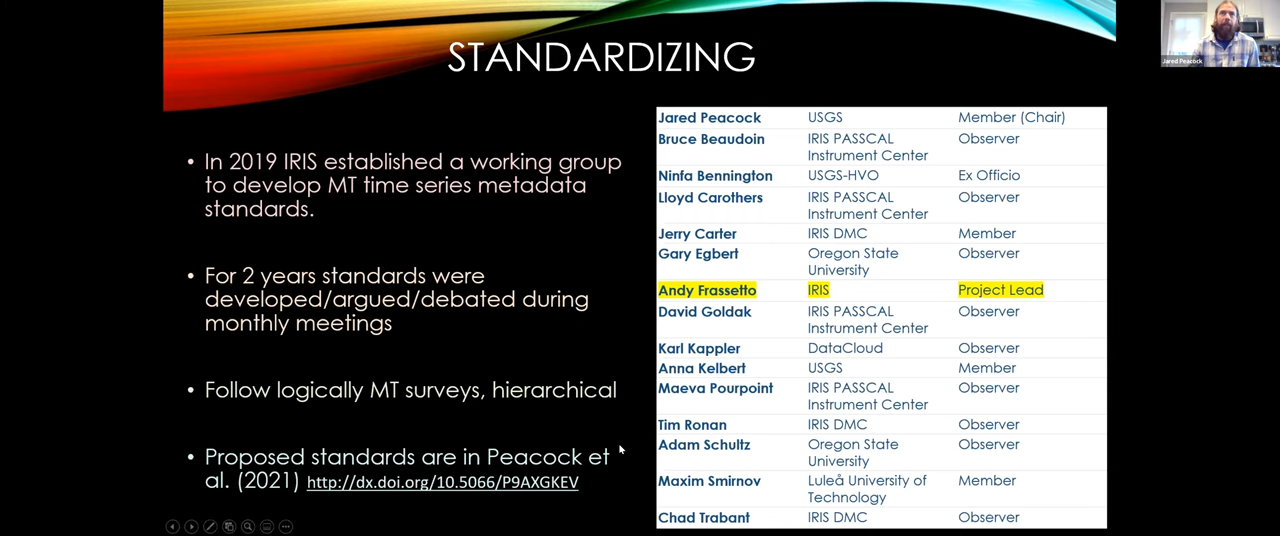 STANDARDIZING
Jared Peacock
• In 2019 IRIS established a working group
to develop MT time series metadata
standards.
• For 2 years standards were
developed/argued/debated during
monthly meetings
• Follow logically MT surveys, hierarchical
• Proposed standards are in Peacock et
al. (2021) http://dx.doi.org/10.5066/P9AXGKEV
Jared Peacock USGS Member (Chair)
Bruce Beaudoin IRIS PASSCAL Observer
Instrument Center
Ninfa Bennington USGS-HVO Ex Officio
Lloyd Carothers IRIS PASSCAL Observer
Instrument Center
Jerry Carter IRIS DMC Member
Gary Egbert Oregon State Observer
University
Andy Frassetto IRIS Project Lead
David Goldak IRIS PASSCAL Observer
Instrument Center
Karl Kappler DataCloud Observer
Anna Kelbert USGS Member
Maeva Pourpoint IRIS PASSCAL Observer
Instrument Center
Tim Ronan IRIS DMC Observer
Adam Schultz Oregon State Observer
University
Maxim Smirnov Luleå University of Member
Technology
Chad Trabant IRIS DMC Observer